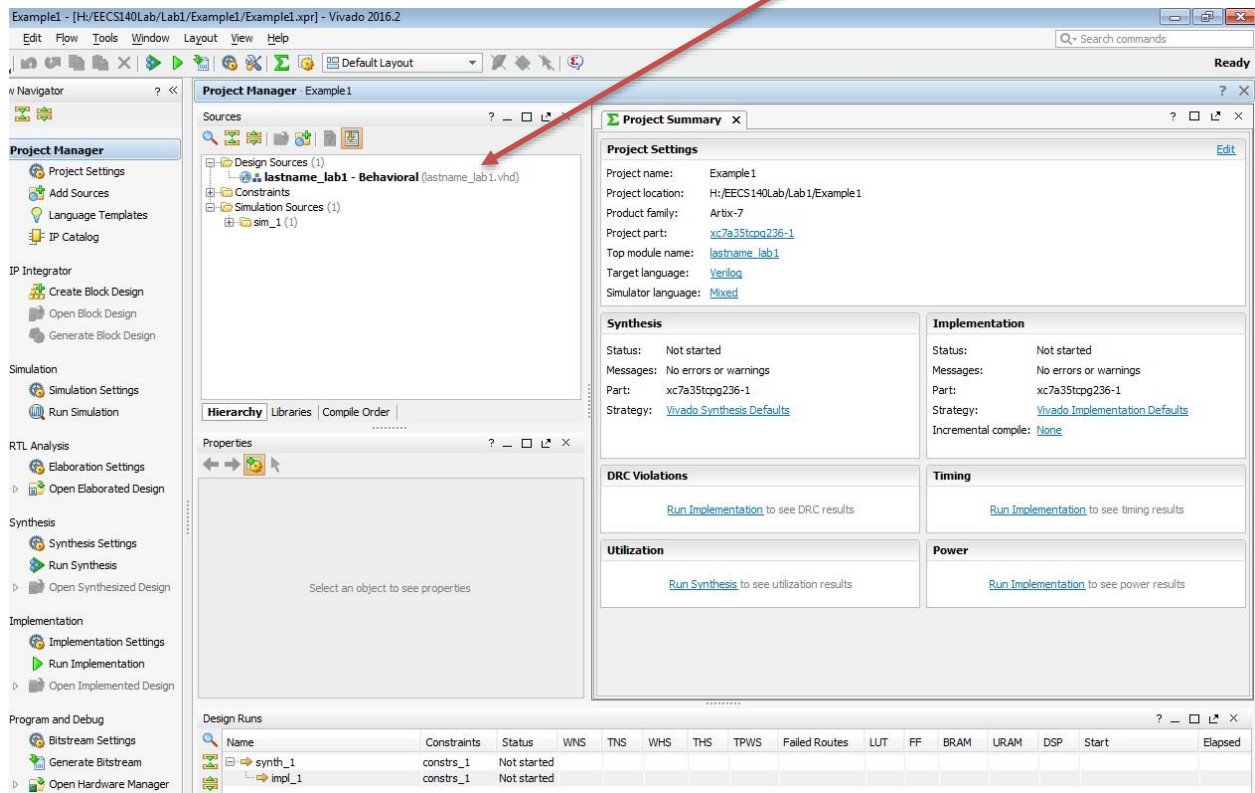 Example1 - [H:/EECS140Lab/Lab1/Example1/Example1.xpr] - Vivado 2016.2
Edit Flow Tools Window Layout View Help
Search commands
Default Layout
Ready
w Navigator
Project Manager - Example1
Project Manager
Project Settings
Add Sources
Language Templates
IP Catalog
IP Integrator
Create Block Design
Open Block Design
Generate Block Design
Simulation
Simulation Settings
Run Simulation
RTL Analysis
Elaboration Settings
Open Elaborated Design
Synthesis
Synthesis Settings
Run Synthesis
Open Synthesized Design
Implementation
Implementation Settings
Run Implementation
Open Implemented Design
Program and Debug
Bitstream Settings
Generate Bitstream
Open Hardware Manager
Sources
Design Sources (1)
lastname_lab1 - Behavioral (lastname_lab1.vhd)
Constraints
Simulation Sources (1)
sim_1 (1)
Hierarchy Libraries Compile Order
Properties
Select an object to see properties
Project Summary
Project Settings Edit
Project name: Example1
Project location: H:/EECS140Lab/Lab1/Example1
Product family: Artix-7
Project part: xc7a35tcpg236-1
Top module name: lastname_lab1
Target language: Verilog
Simulator language: Mixed
Synthesis
Status: Not started
Messages: No errors or warnings
Part: xc7a35tcpg236-1
Strategy: Vivado Synthesis Defaults
Implementation
Status: Not started
Messages: No errors or warnings
Part: xc7a35tcpg236-1
Strategy: Vivado Implementation Defaults
Incremental compile: None
DRC Violations
Run Implementation to see DRC results
Timing
Run Implementation to see timing results
Utilization
Run Synthesis to see utilization results
Power
Run Implementation to see power results
Design Runs
Name Constraints Status WNS TNS WHS THS TPWS Failed Routes LUT FF BRAM URAM DSP Start Elapsed
synth_1 constrs_1 Not started
impl_1 constrs_1 Not started